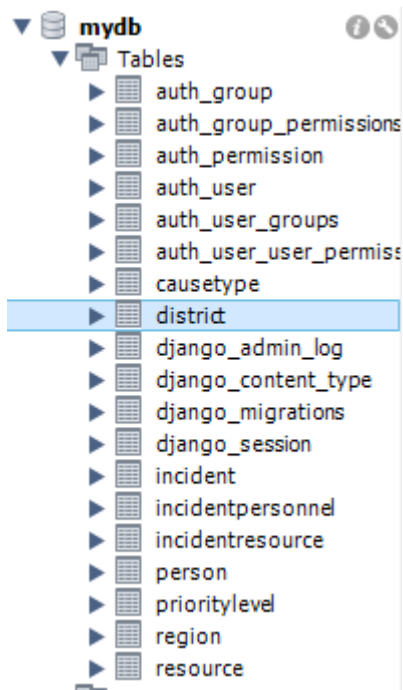 mydb
Tables
auth_group
auth_group_permissions
auth_permission
auth_user
auth_user_groups
auth_user_user_permiss
causetype
district
django_admin_log
django_content_type
django_migrations
django_session
incident
incidentpersonnel
incidentresource
person
prioritylevel
region
resource